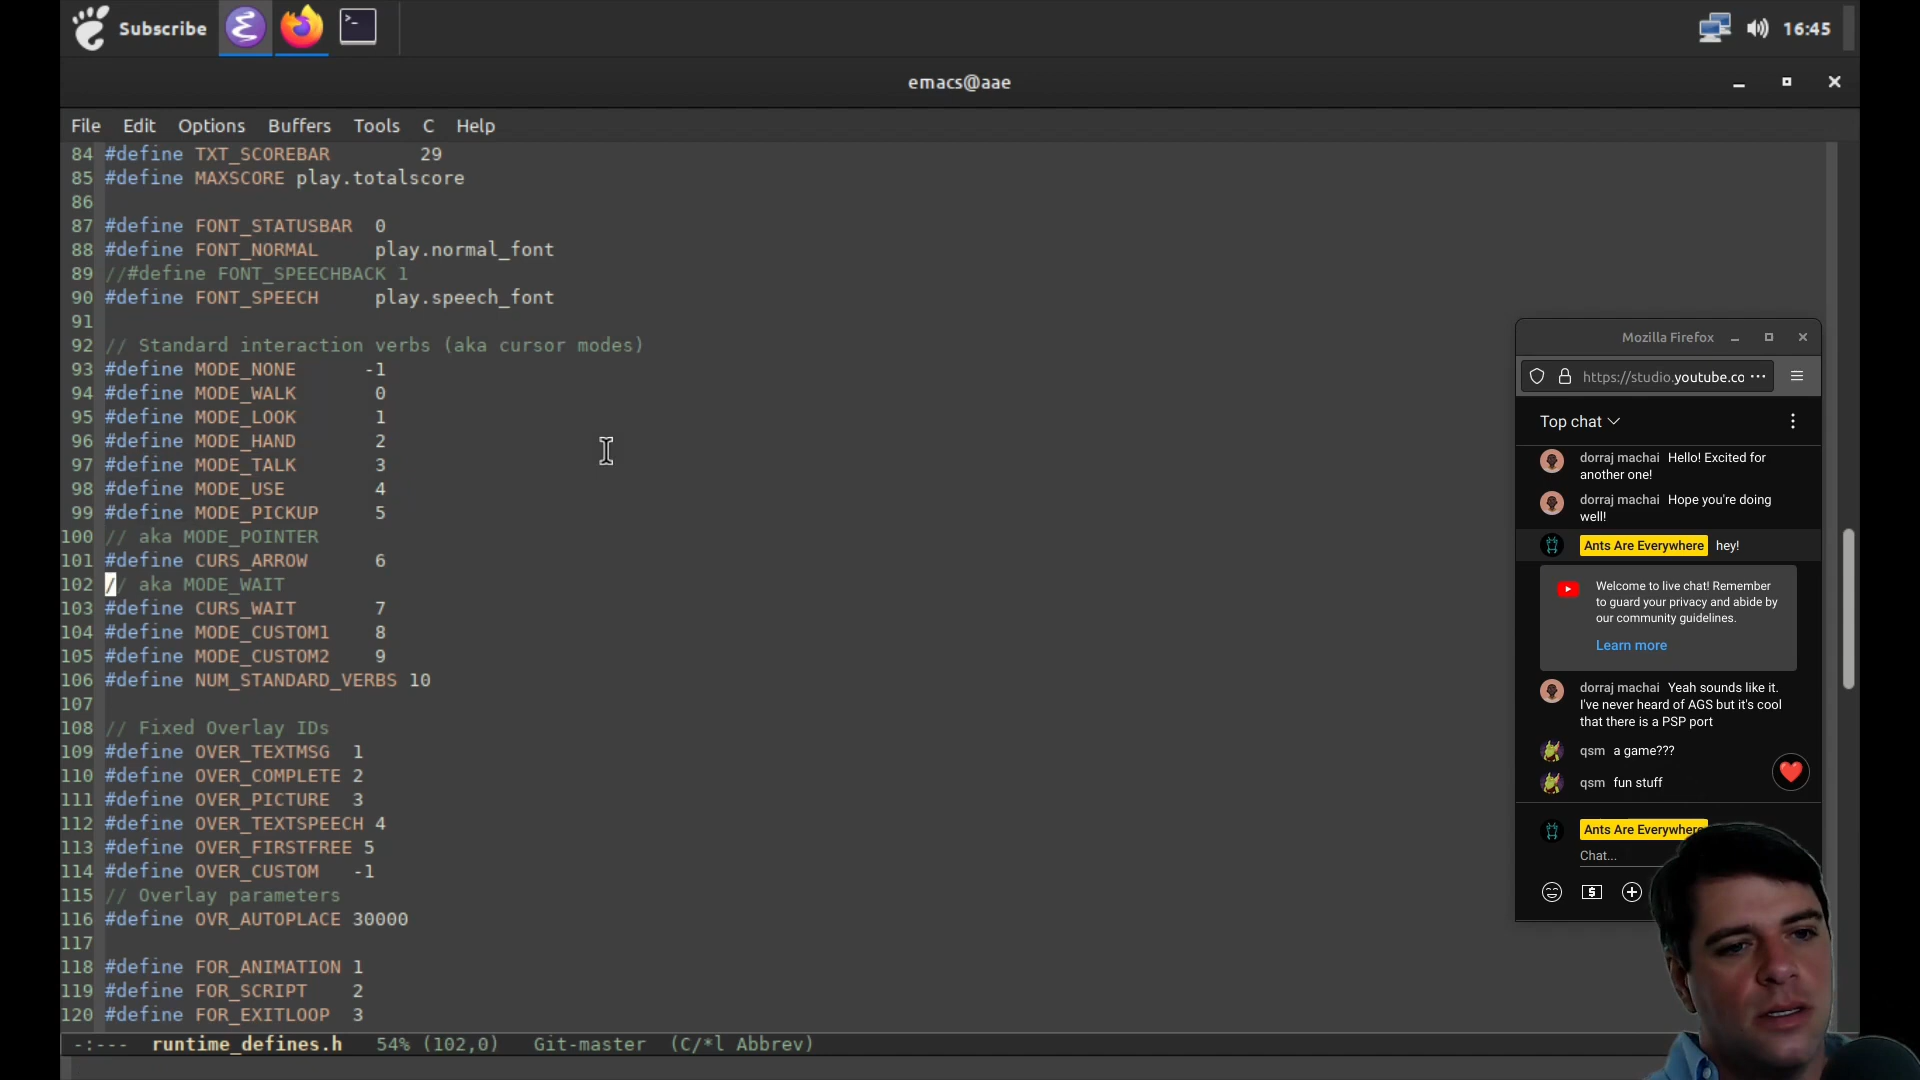 Subscribe
16:45
emacs@aae
File Edit Options Buffers Tools C Help
84 #define TXT_SCOREBAR 29
85 #define MAXSCORE play.totalscore
86
87 #define FONT_STATUSBAR 0
88 #define FONT_NORMAL play.normal_font
89 //#define FONT_SPEECHBACK 1
90 #define FONT_SPEECH play.speech_font
91
92 // Standard interaction verbs (aka cursor modes)
93 #define MODE_NONE -1
94 #define MODE_WALK 0
95 #define MODE_LOOK 1
96 #define MODE_HAND 2
97 #define MODE_TALK 3
98 #define MODE_USE 4
99 #define MODE_PICKUP 5
100 // aka MODE_POINTER
101 #define CURS_ARROW 6
102 // aka MODE_WAIT
103 #define CURS_WAIT 7
104 #define MODE_CUSTOM1 8
105 #define MODE_CUSTOM2 9
106 #define NUM_STANDARD_VERBS 10
107
108 // Fixed Overlay IDs
109 #define OVER_TEXTMSG 1
110 #define OVER_COMPLETE 2
111 #define OVER_PICTURE 3
112 #define OVER_TEXTSPEECH 4
113 #define OVER_FIRSTFREE 5
114 #define OVER_CUSTOM -1
115 // Overlay parameters
116 #define OVR_AUTOPLACE 30000
117
118 #define FOR_ANIMATION 1
119 #define FOR_SCRIPT 2
120 #define FOR_EXITLOOP 3
-:--- runtime_defines.h 54% (102,0) Git-master (C/*l Abbrev)
Mozilla Firefox
https://studio.youtube.co
Top chat
dorraj machai Hello! Excited for
another one!
dorraj machai Hope you're doing
well!
Ants Are Everywhere hey!
Welcome to live chat! Remember
to guard your privacy and abide by
our community guidelines.
Learn more
dorraj machai Yeah sounds like it.
I've never heard of AGS but it's cool
that there is a PSP port
qsm a game???
qsm fun stuff
Ants Are Everywhere
Chat...